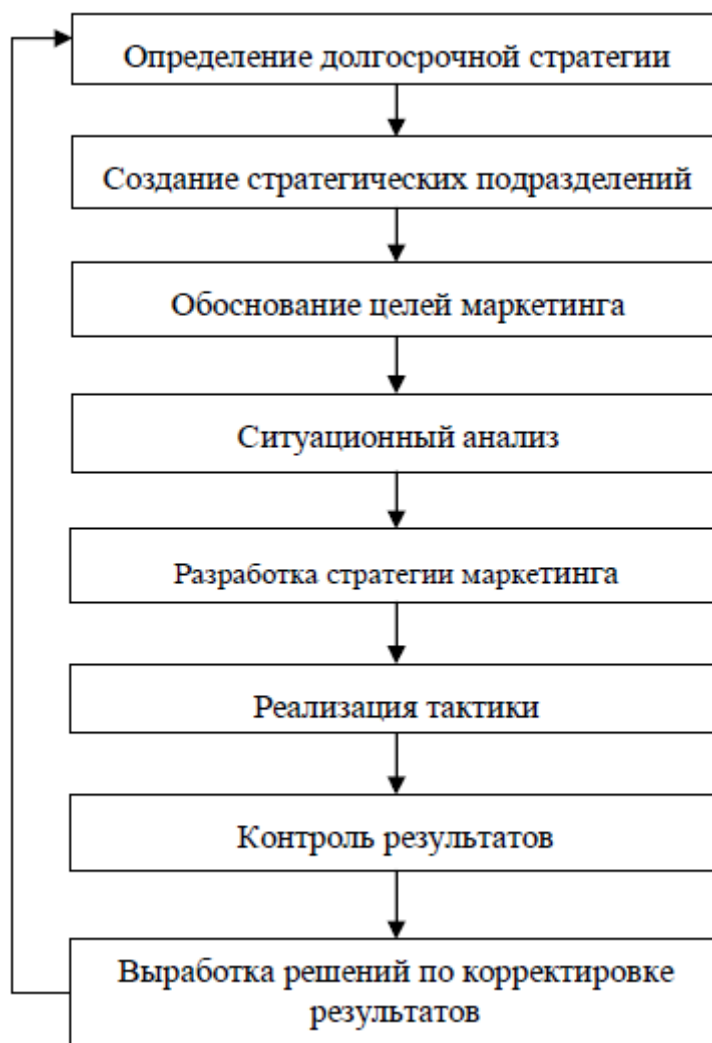 Определение долгосрочной стратегии
Создание стратегических подразделений
Обоснование целей маркетинга
Ситуационный анализ
Разработка стратегии маркетинга
Реализация тактики
Контроль результатов
Выработка решений по корректировке
результатов